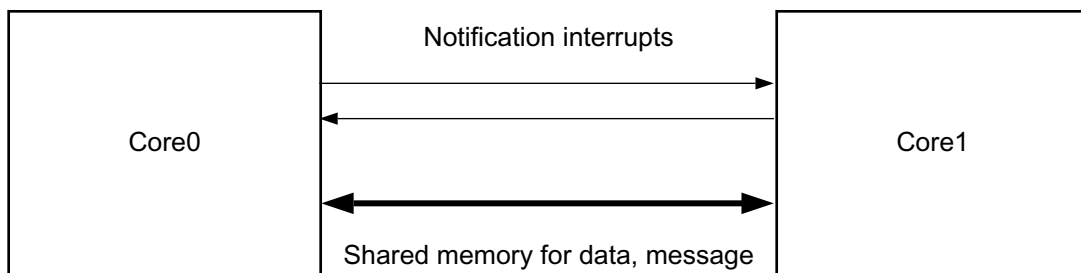 Notification interrupts
Core0
Core1
Shared memory for data, message